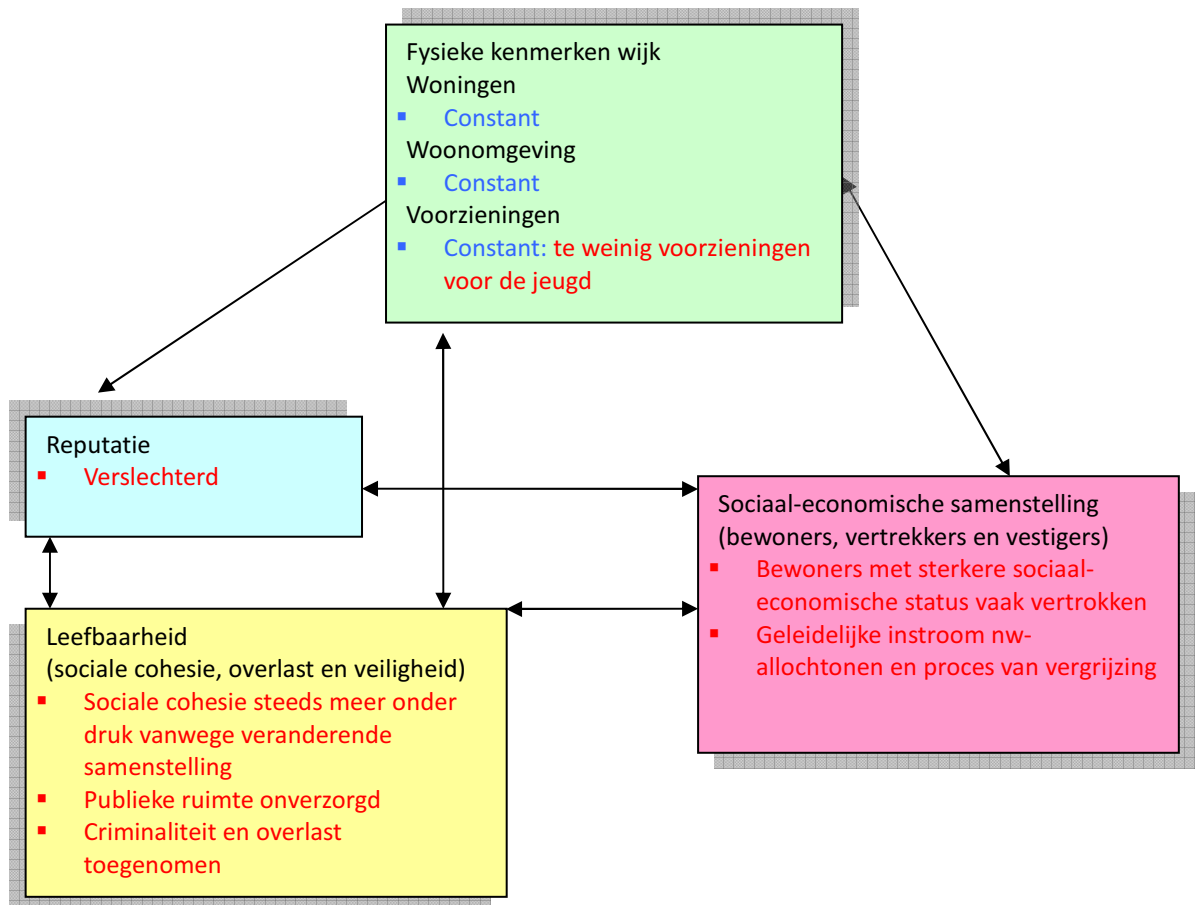 Fysieke kenmerken wijk
Woningen
▪ Constant
Woonomgeving
▪ Constant
Voorzieningen
▪ Constant: te weinig voorzieningen
voor de jeugd
Reputatie
▪ Verslechterd
Sociaal-economische samenstelling
(bewoners, vertrekkers en vestigers)
▪ Bewoners met sterkere sociaal-
economische status vaak vertrokken
▪ Geleidelijke instroom nw-
allochtonen en proces van vergrijzing
Leefbaarheid
(sociale cohesie, overlast en veiligheid)
▪ Sociale cohesie steeds meer onder
druk vanwege veranderende
samenstelling
▪ Publieke ruimte onverzorgd
▪ Criminaliteit en overlast
toegenomen